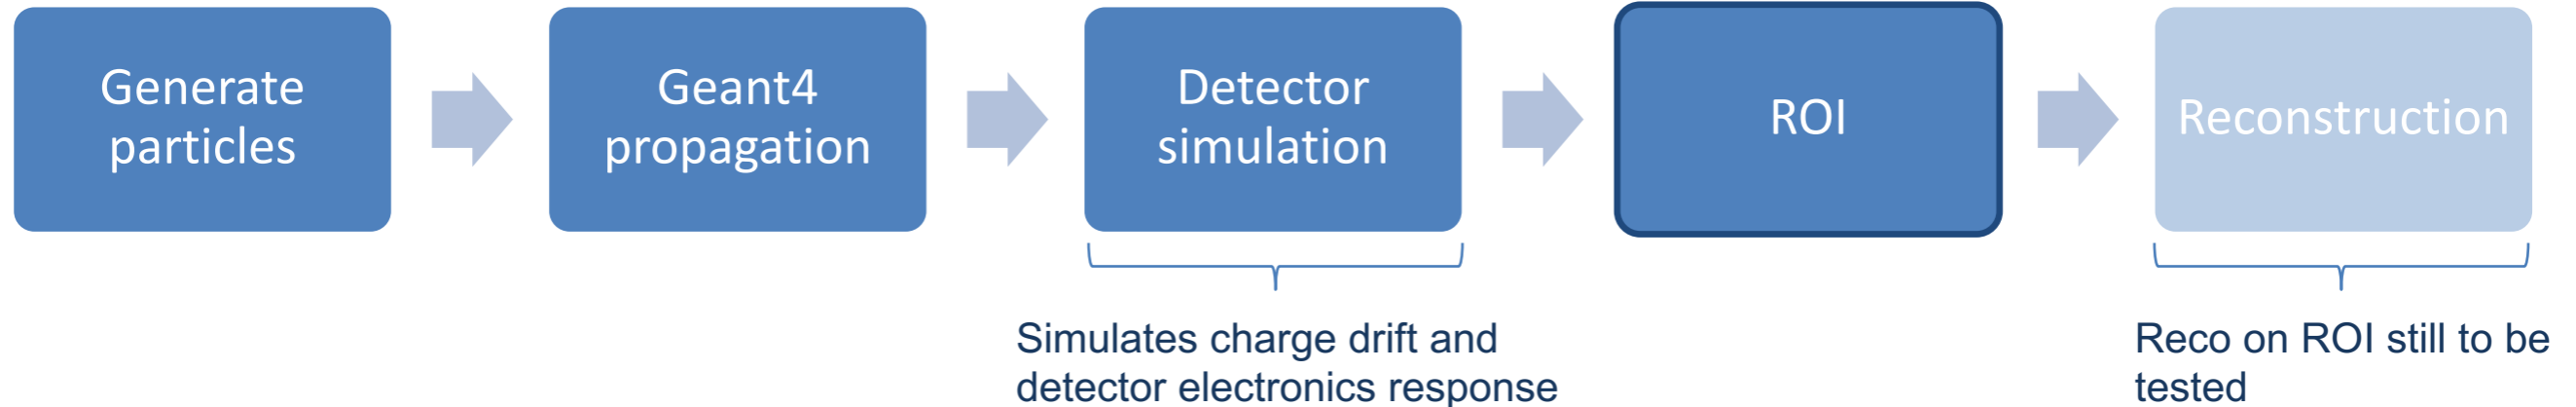 Generate
particles
Geant4
propagation
Detector
simulation
ROI
Reconstruction
Simulates charge drift and
detector electronics response
Reco on ROI still to be
tested